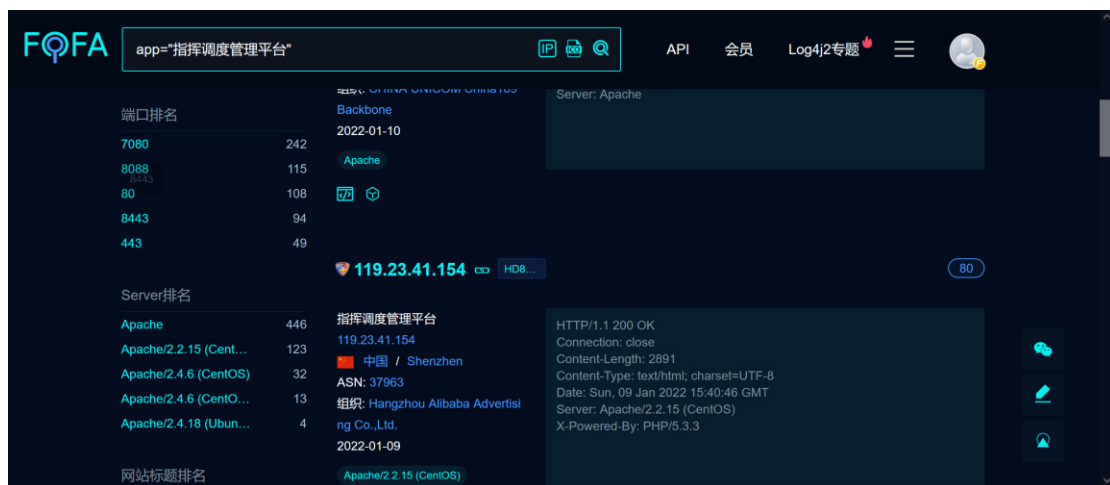 FOFA
app="指挥调度管理平台"
IP
API
会员
Log4j2专题
组织: CHINA UNICOM China169
Backbone
2022-01-10
Apache
Server: Apache
端口排名
7080 242
8088 115
8443
80 108
8443 94
443 49
119.23.41.154 HD8...
80
Server排名
Apache 446
Apache/2.2.15 (Cent... 123
Apache/2.4.6 (CentOS) 32
Apache/2.4.6 (CentO... 13
Apache/2.4.18 (Ubun... 4
网站标题排名
指挥调度管理平台
119.23.41.154
中国 / Shenzhen
ASN: 37963
组织: Hangzhou Alibaba Advertisi
ng Co.,Ltd.
2022-01-09
Apache/2.2.15 (CentOS)
HTTP/1.1 200 OK
Connection: close
Content-Length: 2891
Content-Type: text/html; charset=UTF-8
Date: Sun, 09 Jan 2022 15:40:46 GMT
Server: Apache/2.2.15 (CentOS)
X-Powered-By: PHP/5.3.3